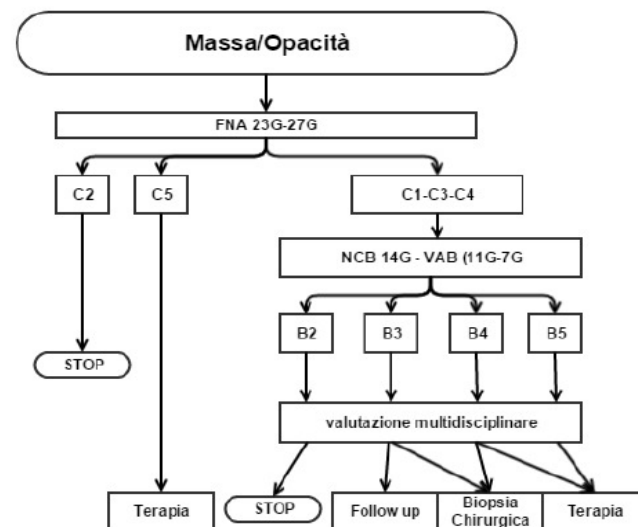 Massa/Opacità
FNA 23G-27G
C2
C5
C1-C3-C4
NCB 14G - VAB (11G-7G
B2
B3
B4
B5
STOP
valutazione multidisciplinare
Terapia
STOP
Follow up
Biopsia
Chirurgica
Terapia